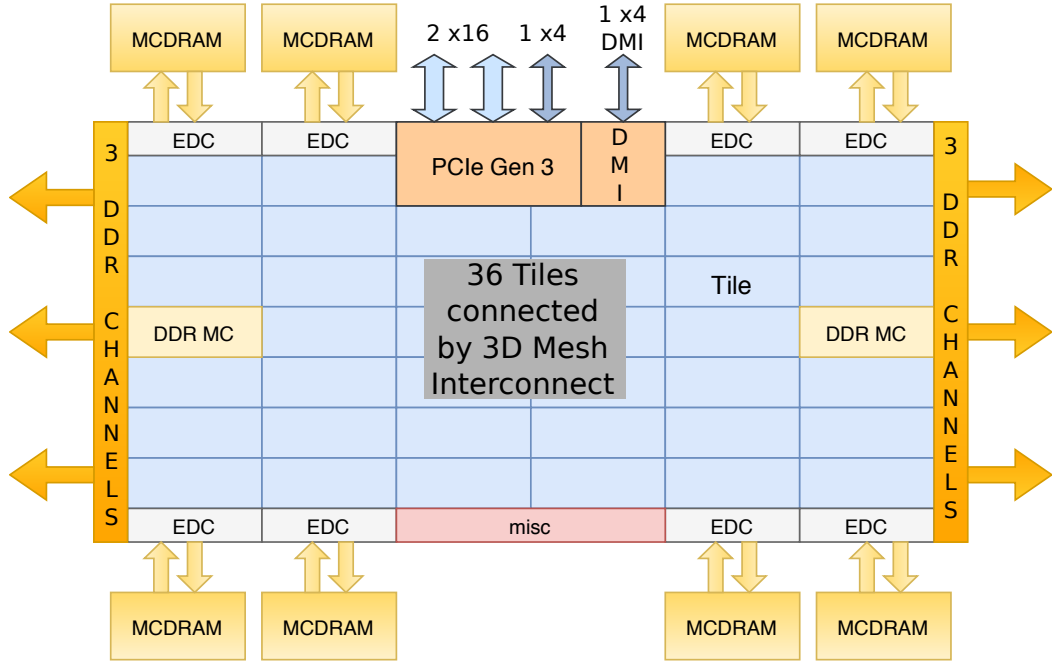 MCDRAM
MCDRAM
2 x16
1 x4
1 x4
DMI
MCDRAM
MCDRAM
EDC
EDC
PCIe Gen 3
D
M
I
EDC
EDC
3
D
D
R
C
H
A
N
N
E
L
S
3
D
D
R
C
H
A
N
N
E
L
S
36 Tiles
connected
by 3D Mesh
Interconnect
Tile
DDR MC
DDR MC
EDC
EDC
misc
EDC
EDC
MCDRAM
MCDRAM
MCDRAM
MCDRAM